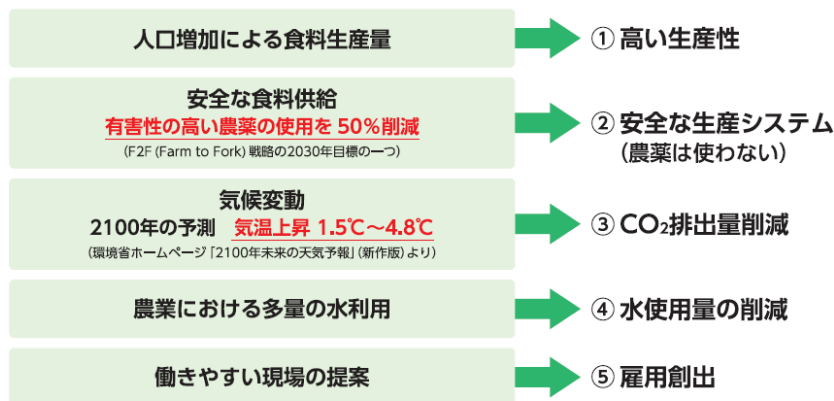 人口増加による食料生産量
① 高い生産性
安全な食料供給
有害性の高い農薬の使用を 50%削減
(F2F (Farm to Fork) 戦略の2030年目標の一つ)
② 安全な生産システム
(農薬は使わない)
気候変動
2100年の予測 気温上昇 1.5℃～4.8℃
(環境省ホームページ「2100年未来の天気予報」(新作版)より)
③ CO₂排出量削減
農業における多量の水利用
④ 水使用量の削減
働きやすい現場の提案
⑤ 雇用創出